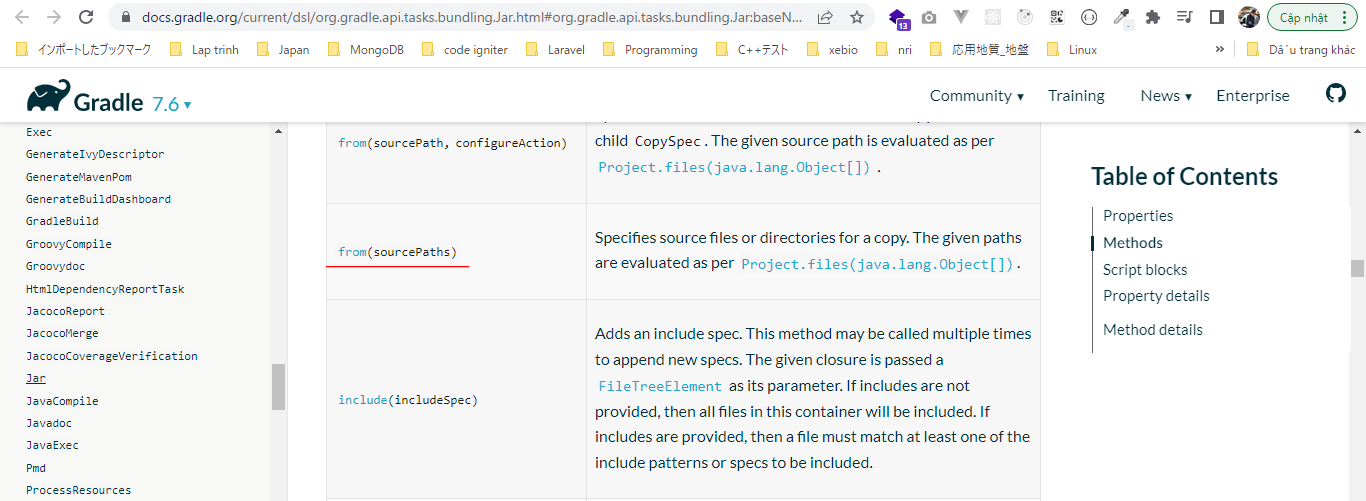 docs.gradle.org/current/dsl/org.gradle.api.tasks.bundling.Jar.html#org.gradle.api.tasks.bundling.Jar:baseN...
13
Cập nhật
インポートしたブックマーク
Lap trinh
Japan
MongoDB
code igniter
Laravel
Programming
C++テスト
xebio
nri
応用地質_地盤
Linux
»
Dấu trang khác
Gradle 7.6 ▾
Community ▾
Training
News ▾
Enterprise
Exec
GenerateIvyDescriptor
GenerateMavenPom
GenerateBuildDashboard
GradleBuild
GroovyCompile
Groovydoc
HtmlDependencyReportTask
JacocoReport
JacocoMerge
JacocoCoverageVerification
Jar
JavaCompile
Javadoc
JavaExec
Pmd
ProcessResources
from(sourcePath, configureAction)
child CopySpec. The given source path is evaluated as per
Project.files(java.lang.Object[]) .
from(sourcePaths)
Specifies source files or directories for a copy. The given paths
are evaluated as per Project.files(java.lang.Object[]).
include(includeSpec)
Adds an include spec. This method may be called multiple times
to append new specs. The given closure is passed a
FileTreeElement as its parameter. If includes are not
provided, then all files in this container will be included. If
includes are provided, then a file must match at least one of the
include patterns or specs to be included.
Table of Contents
Properties
Methods
Script blocks
Property details
Method details